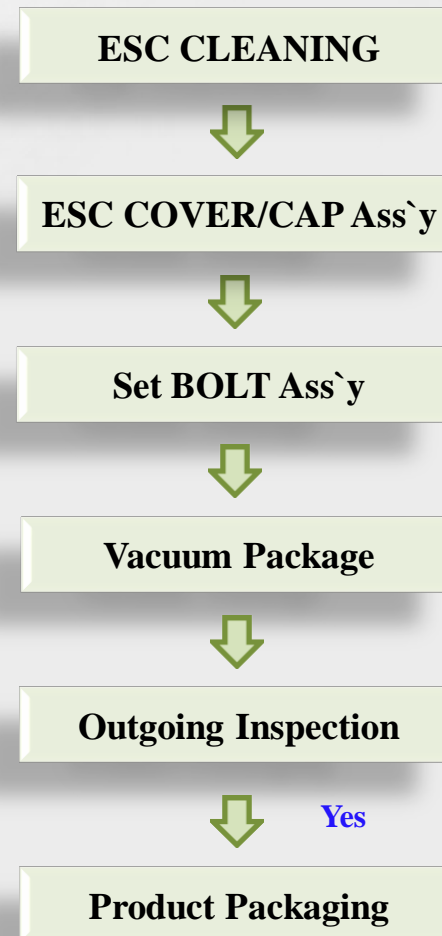 ESC CLEANING
ESC COVER/CAP Ass`y
Set BOLT Ass`y
Vacuum Package
Outgoing Inspection
Yes
Product Packaging